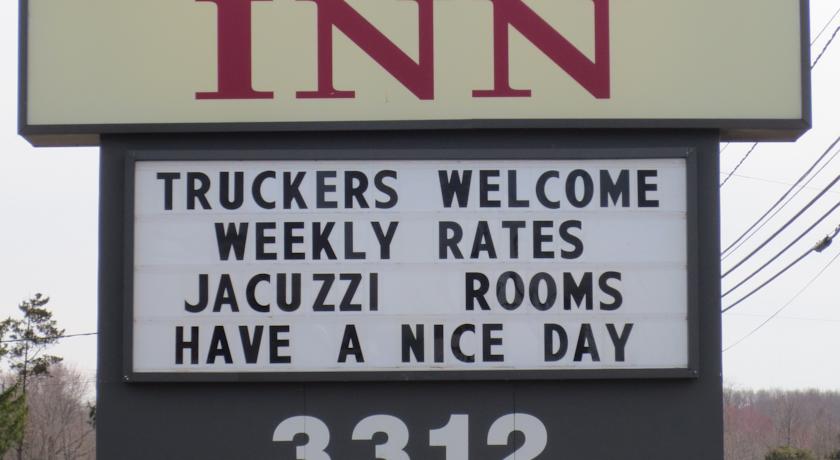 INN
TRUCKERS WELCOME
WEEKLY RATES
JACUZZI ROOMS
HAVE A NICE DAY
3312